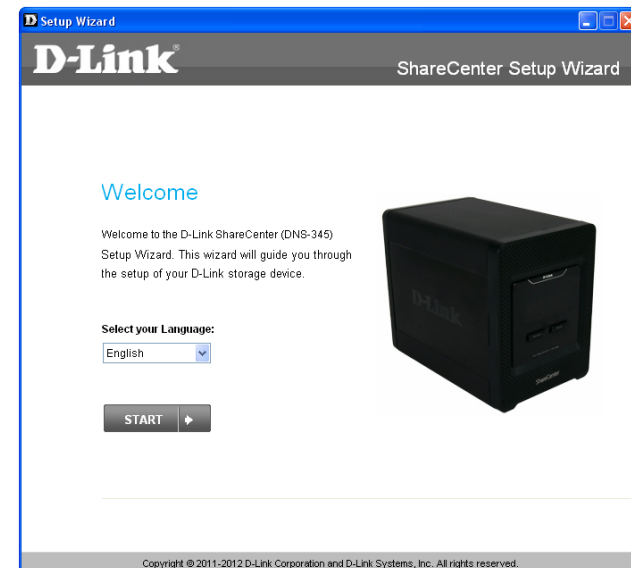 Setup Wizard
D-Link®
ShareCenter Setup Wizard
Welcome
Welcome to the D-Link ShareCenter (DNS-345)
Setup Wizard. This wizard will guide you through
the setup of your D-Link storage device.
Select your Language:
English
START
D-Link
ShareCenter
Copyright © 2011-2012 D-Link Corporation and D-Link Systems, Inc. All rights reserved.